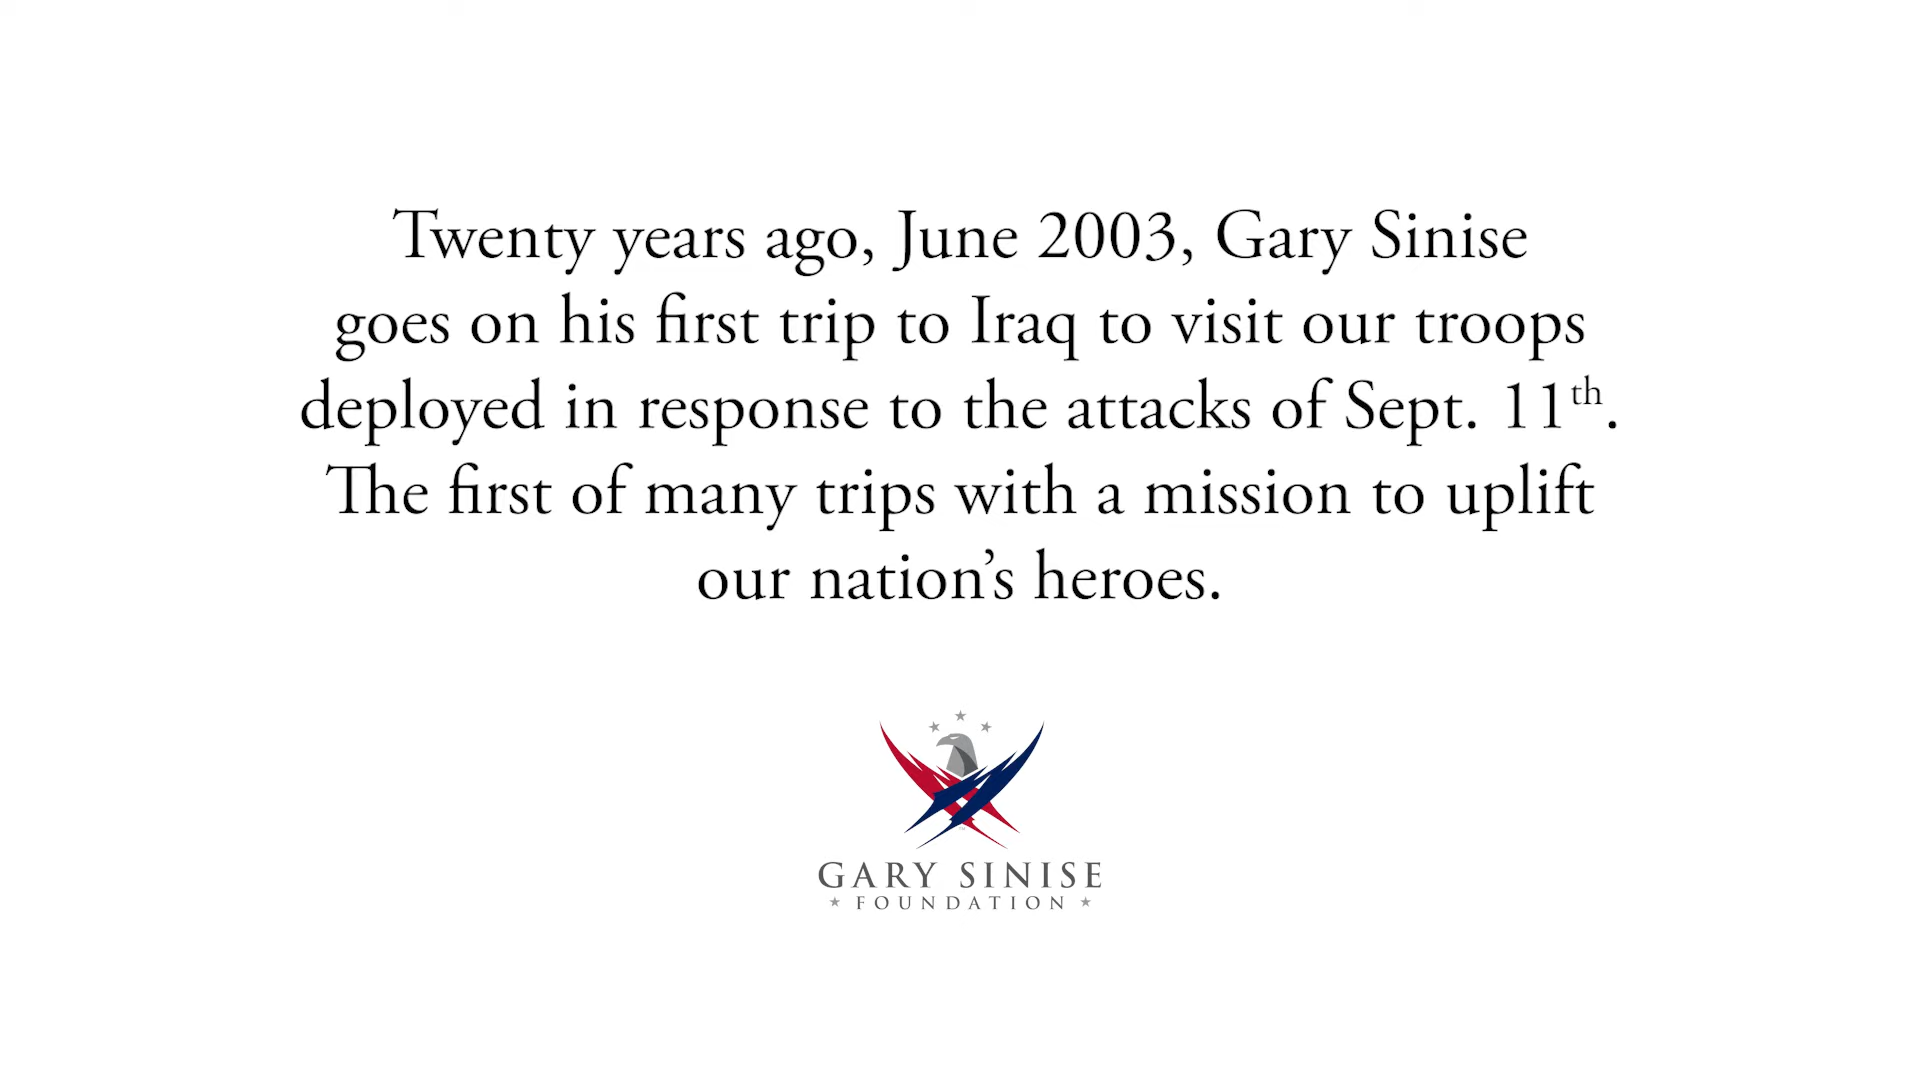 Twenty years ago, June 2003, Gary Sinise
goes on his first trip to Iraq to visit our troops
deployed in response to the attacks of Sept. 11th.
The first of many trips with a mission to uplift
our nation’s heroes.
GARY SINISE
FOUNDATION